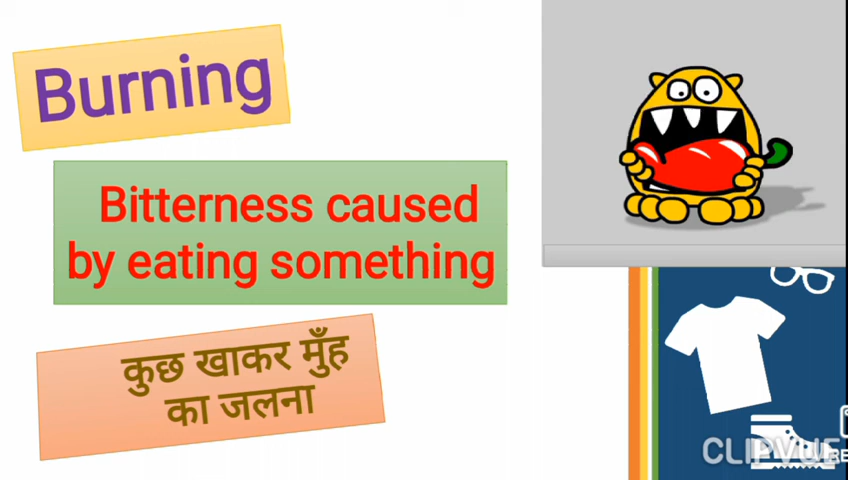 Burning
Bitterness caused
by eating something
कुछ खाकर मुँह
का जलना
CLIPVUE